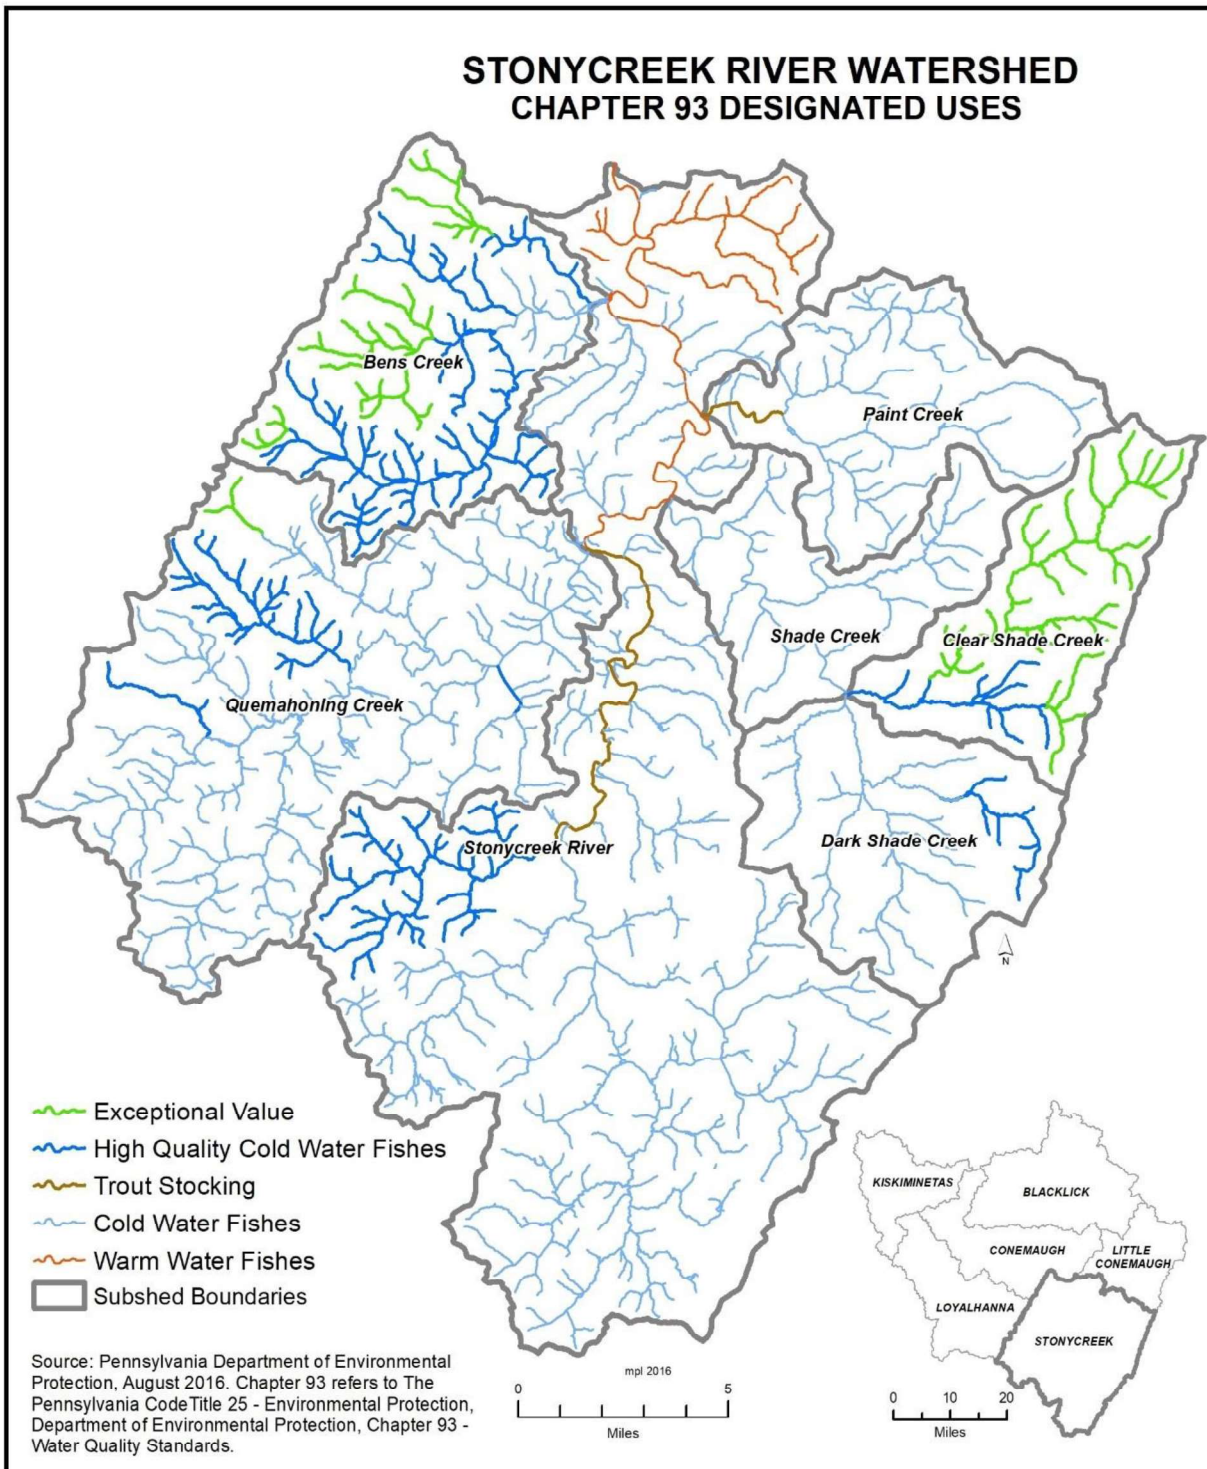 STONYCREEK RIVER WATERSHED
CHAPTER 93 DESIGNATED USES
Bens Creek
Paint Creek
Shade Creek
Clear Shade Creek
Quemahoning Creek
Dark Shade Creek
Stonycreek River
N
Exceptional Value
High Quality Cold Water Fishes
Trout Stocking
Cold Water Fishes
Warm Water Fishes
Subshed Boundaries
KISKIMINETAS
BLACKLICK
CONEMAUGH
LITTLE
CONEMAUGH
LOYALHANNA
STONYCREEK
Source: Pennsylvania Department of Environmental
Protection, August 2016. Chapter 93 refers to The
Pennsylvania CodeTitle 25 - Environmental Protection,
Department of Environmental Protection, Chapter 93 -
Water Quality Standards.
mpl 2016
0 5
Miles
0 10 20
Miles